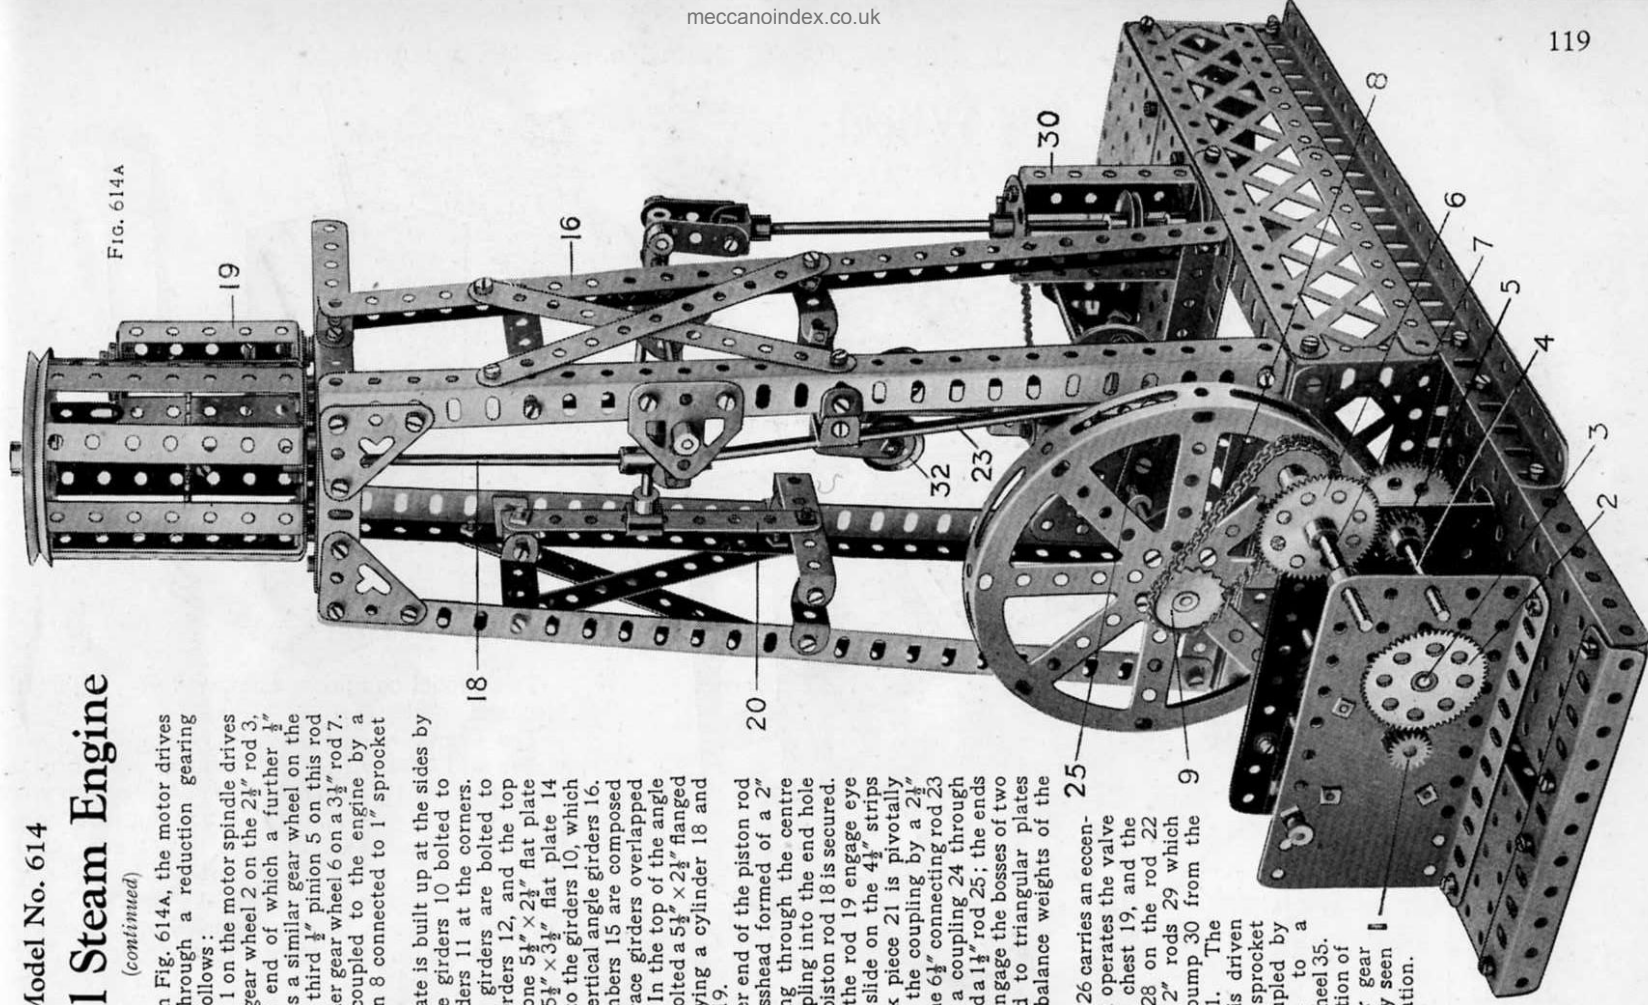 meccanoindex.co.uk
119
FIG. 614A
Model No. 614
Steam Engine
(continued)
Fig. 614A, the motor drives
through a reduction gearing
follows:
1 on the motor spindle drives
gear wheel 2 on the 2½″ rod 3,
end of which a further ½″
s a similar gear wheel on the
third ½″ pinion 5 on this rod
er gear wheel 6 on a 3½″ rod 7.
coupled to the engine by a
n 8 connected to 1″ sprocket
ate is built up at the sides by
e girders 10 bolted to
ders 11 at the corners.
girders are bolted to
rders 12, and the top
one 5½″ × 2½″ flat plate
5½″ × 3½″ flat plate 14
o the girders 10, which
ertical angle girders 16.
mbers 15 are composed
ace girders overlapped
In the top of the angle
olted a 5½″ × 2½″ flanged
ying a cylinder 18 and
19.
er end of the piston rod
sshead formed of a 2″
ng through the centre
pling into the end hole
piston rod 18 is secured.
the rod 19 engage eye
slide on the 4½″ strips
k piece 21 is pivotally
the coupling by a 2½″
e 6½″ connecting rod 23
a coupling 24 through
d a 1½″ rod 25; the ends
ngage the bosses of two
d to triangular plates
balance weights of the
26 carries an eccen-
operates the valve
chest 19, and the
28 on the rod 22
2″ rods 29 which
pump 30 from the
1. The
is driven
sprocket
pled by
to a
heel 35.
tion of
r gear
y seen
tion.
19
16
30
8
6
7
5
4
3
2
1
9
25
23
32
20
18